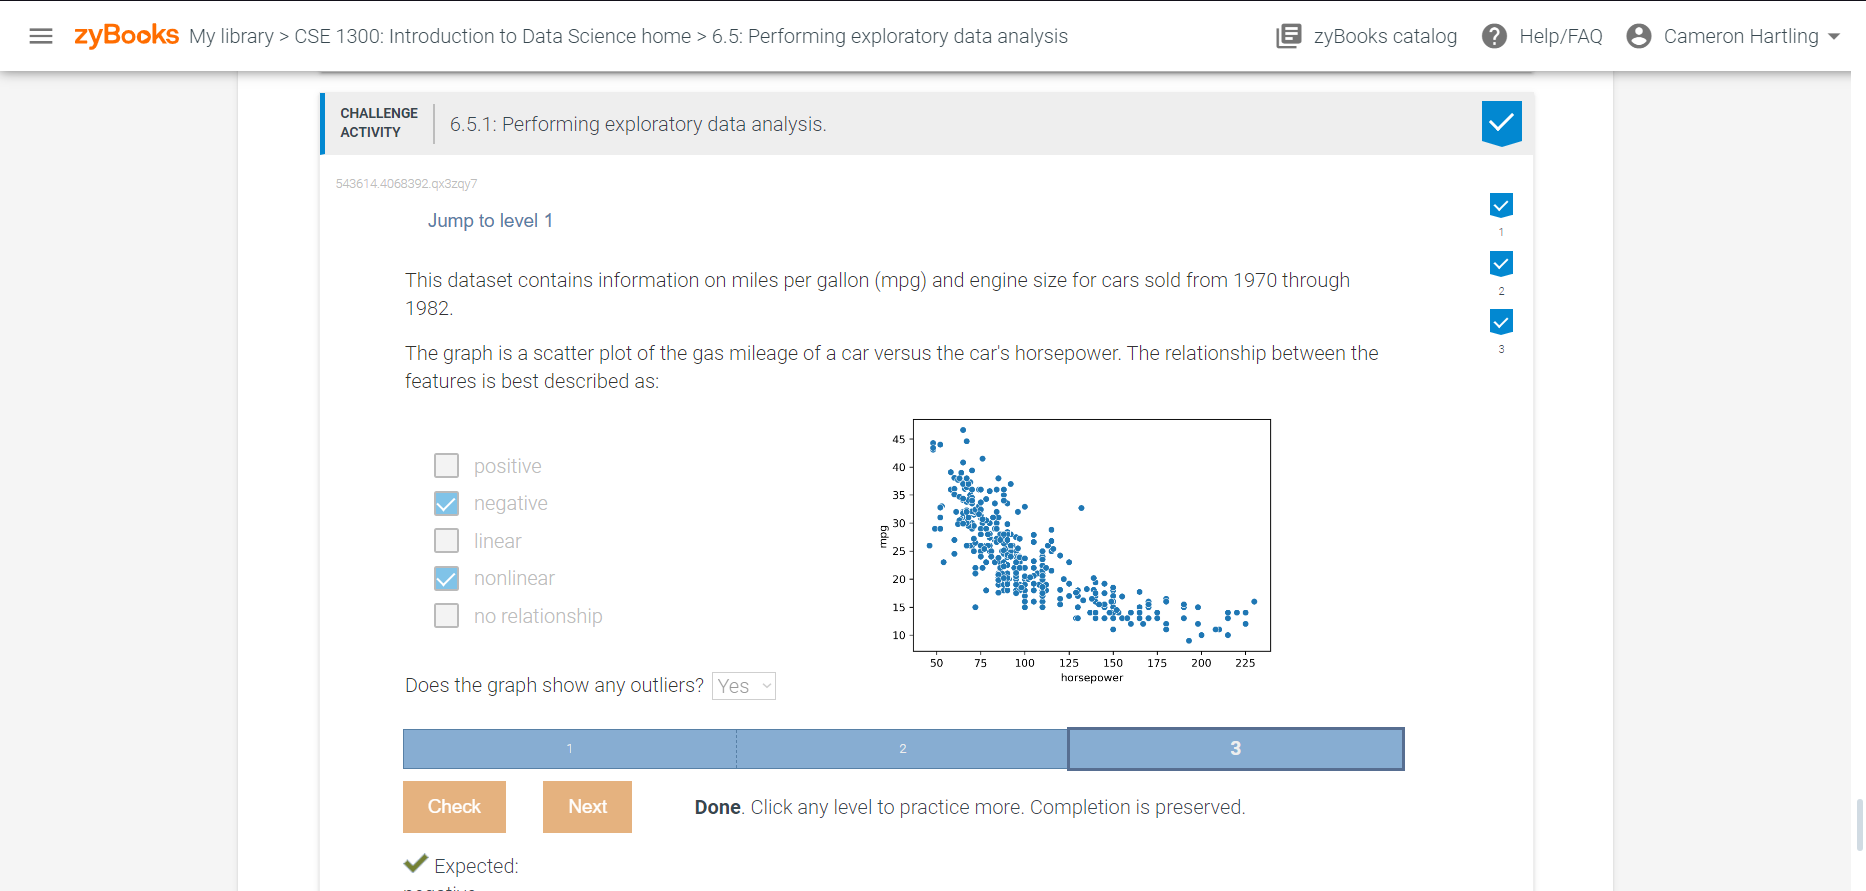 zyBooks My library > CSE 1300: Introduction to Data Science home > 6.5: Performing exploratory data analysis
zyBooks catalog
? Help/FAQ
Cameron Hartling
CHALLENGE
ACTIVITY
6.5.1: Performing exploratory data analysis.
543614.4068392.qx3zqy7
Jump to level 1
1
2
3
This dataset contains information on miles per gallon (mpg) and engine size for cars sold from 1970 through
1982.
The graph is a scatter plot of the gas mileage of a car versus the car's horsepower. The relationship between the
features is best described as:
positive
negative
linear
nonlinear
no relationship
45
40
35
30
25
20
15
10
mpg
50 75 100 125 150 175 200 225
horsepower
Does the graph show any outliers? Yes
1 2 3
Check Next Done. Click any level to practice more. Completion is preserved.
Expected: